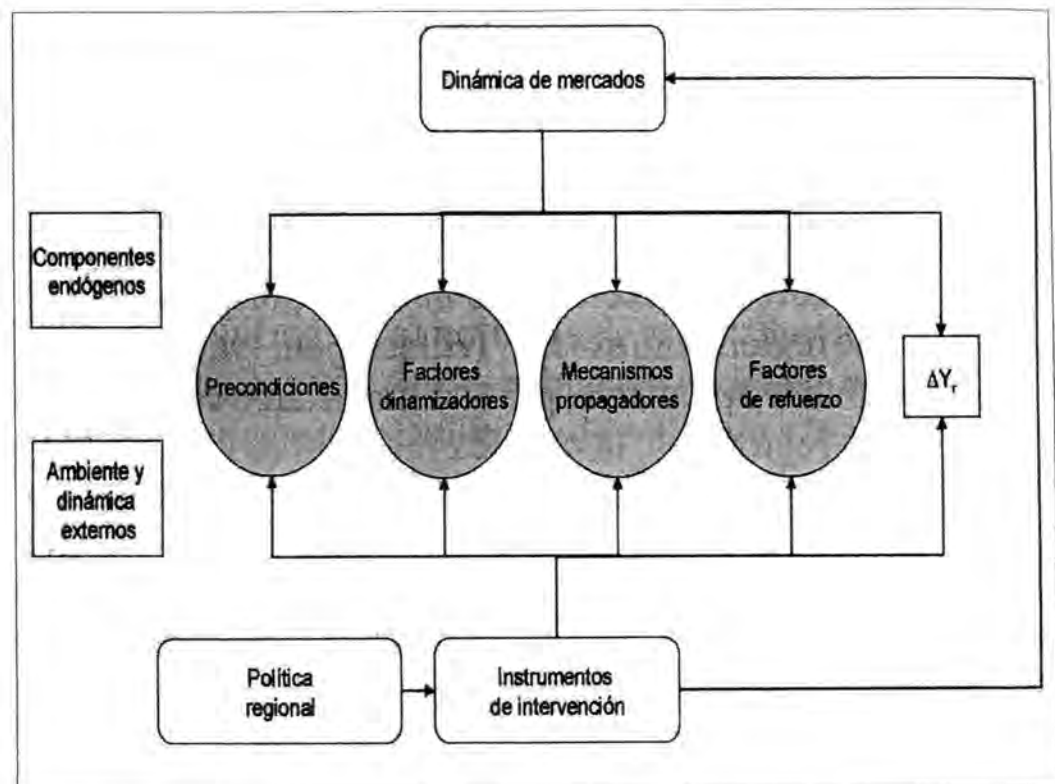 Dinámica de mercados
Componentes
endógenos
Precondiciones
Factores
dinamizadores
Mecanismos
propagadores
Factores
de refuerzo
ΔYr
Ambiente y
dinámica
externos
Política
regional
Instrumentos
de intervención